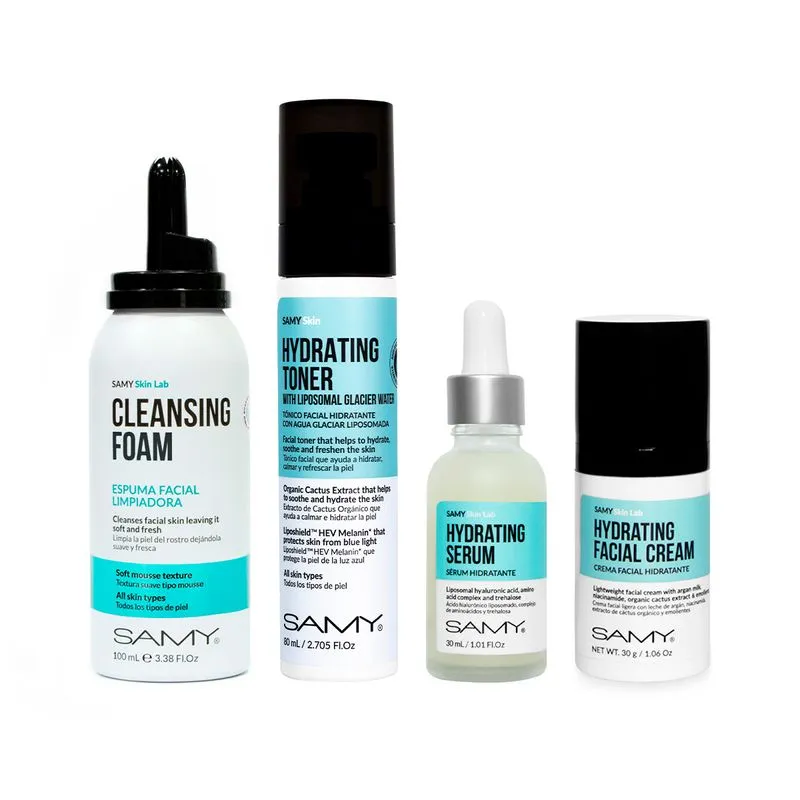 SAMY Skin Lab
CLEANSING
FOAM
ESPUMA FACIAL
LIMPIADORA
Cleanses facial skin leaving it
soft and fresh
Limpia la piel del rostro dejándola
suave y fresca
Soft mousse texture
Textura suave tipo mousse
All skin types
Todos los tipos de piel
SAMY®
100 mL ℮ 3.38 Fl.Oz
SAMY Skin
HYDRATING
TONER
WITH LIPOSOMAL GLACIER WATER
TÓNICO FACIAL HIDRATANTE
CON AGUA GLACIAR LIPOSOMADA
Facial toner that helps to hydrate,
soothe and freshen the skin
Tónico facial que ayuda a hidratar,
calmar y refrescar la piel
Organic Cactus Extract that helps
to soothe and hydrate the skin
Extracto de Cactus Orgánico que
ayuda a calmar e hidratar la piel
Liposhield™ HEV Melanin* that
protects skin from blue light
Liposhield™ HEV Melanin* que
protege la piel de la luz azul
All skin types
Todos los tipos de piel
SAMY®
80 mL / 2.705 Fl.Oz
SAMY Skin Lab
HYDRATING
SERUM
SÉRUM HIDRATANTE
Liposomal hyaluronic acid, amino
acid complex and trehalose
Ácido hialurónico liposomado, complejo
de aminoácidos y trehalosa
SAMY®
30 mL / 1.01 Fl.Oz
SAMY Skin Lab
HYDRATING
FACIAL CREAM
CREMA FACIAL HIDRATANTE
Lightweight facial cream with argan milk,
niacinamide, organic cactus extract &
Crema facial ligera con leche de argán, niacinamida,
extracto de cactus orgánico y emolientes
SAMY®
NET WT. 30 g / 1.06 Oz